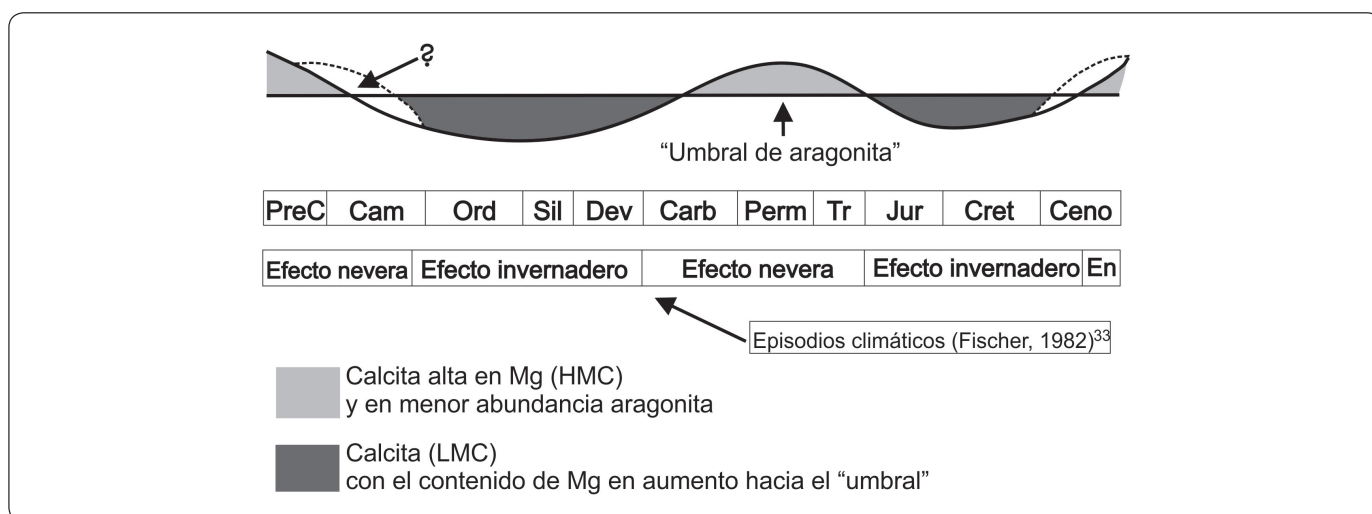 ?
“Umbral de aragonita”
PreC Cam Ord Sil Dev Carb Perm Tr Jur Cret Ceno
Efecto nevera Efecto invernadero Efecto nevera Efecto invernadero En
Episodios climáticos (Fischer, 1982)³³
Calcita alta en Mg (HMC)
y en menor abundancia aragonita
Calcita (LMC)
con el contenido de Mg en aumento hacia el “umbral”